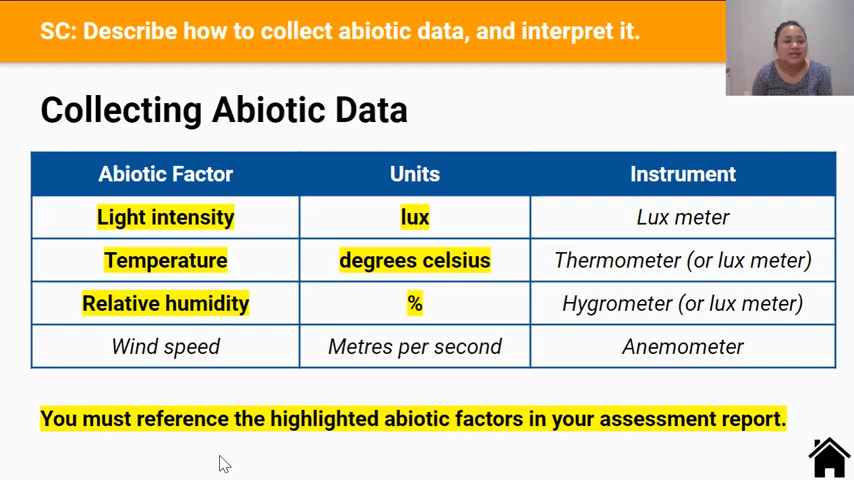 SC: Describe how to collect abiotic data, and interpret it.
Collecting Abiotic Data
Abiotic Factor Units Instrument
Light intensity lux Lux meter
Temperature degrees celsius Thermometer (or lux meter)
Relative humidity % Hygrometer (or lux meter)
Wind speed Metres per second Anemometer
You must reference the highlighted abiotic factors in your assessment report.